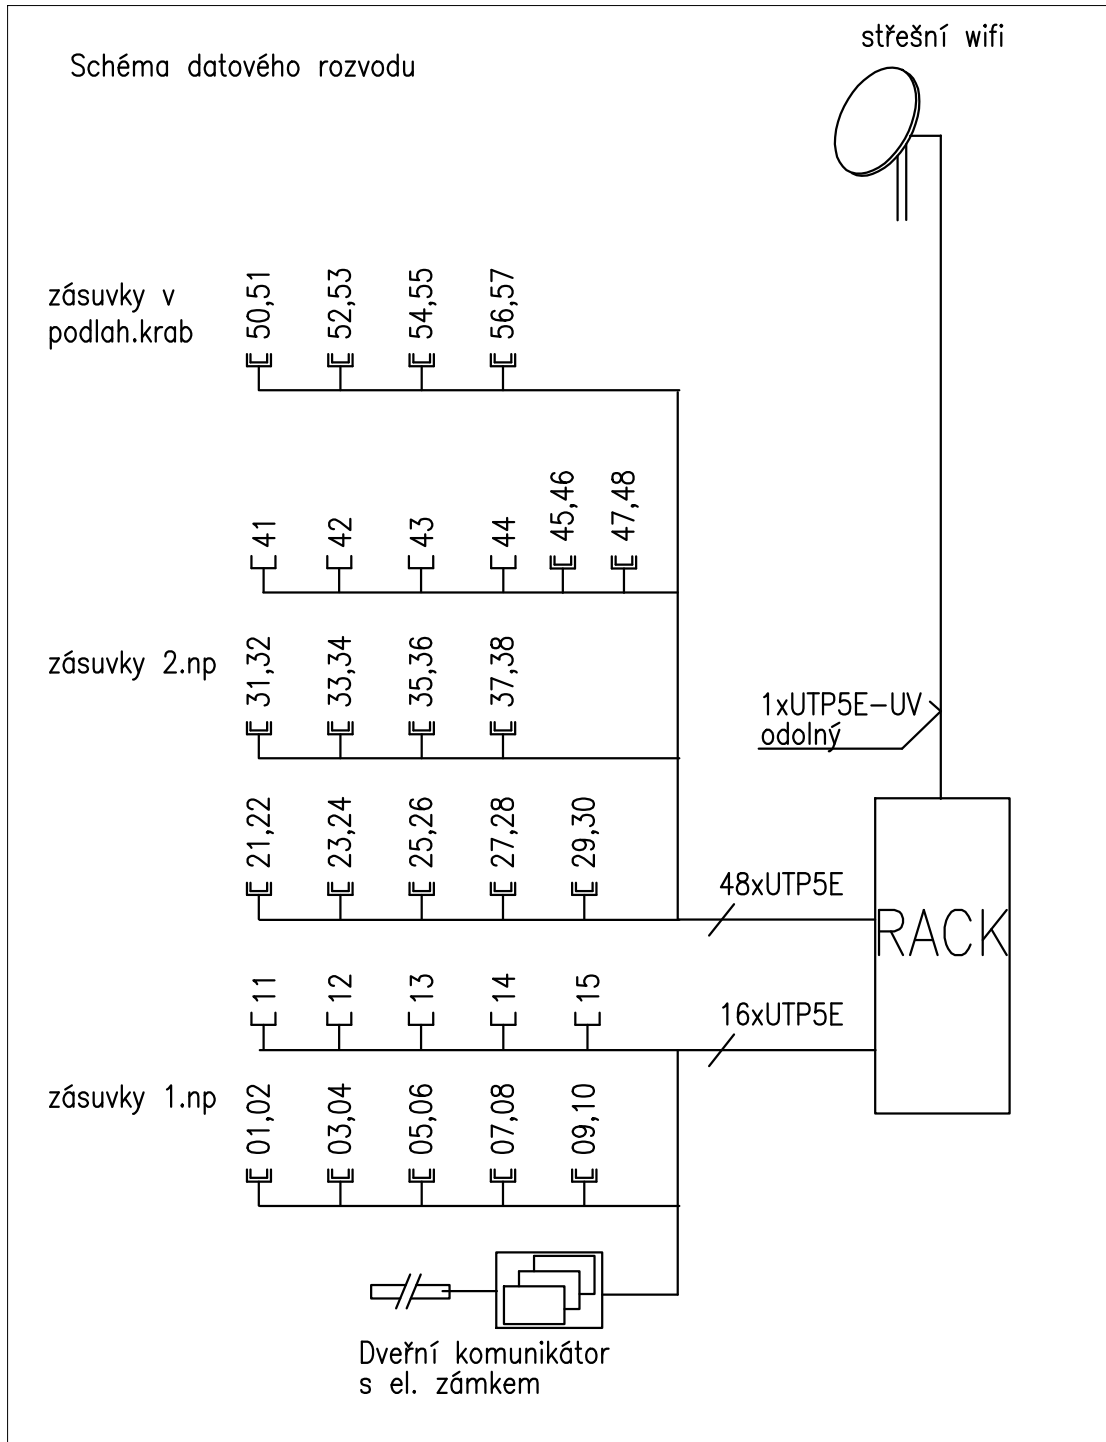 střešní wifi
Schéma datového rozvodu
zásuvky v
podlah.krab
50,51
52,53
54,55
56,57
41
42
43
44
45,46
47,48
zásuvky 2.np
31,32
33,34
35,36
37,38
1xUTP5E-UV
odolný
21,22
23,24
25,26
27,28
29,30
48xUTP5E
RACK
11
12
13
14
15
16xUTP5E
zásuvky 1.np
01,02
03,04
05,06
07,08
09,10
Dveřní komunikátor
s el. zámkem